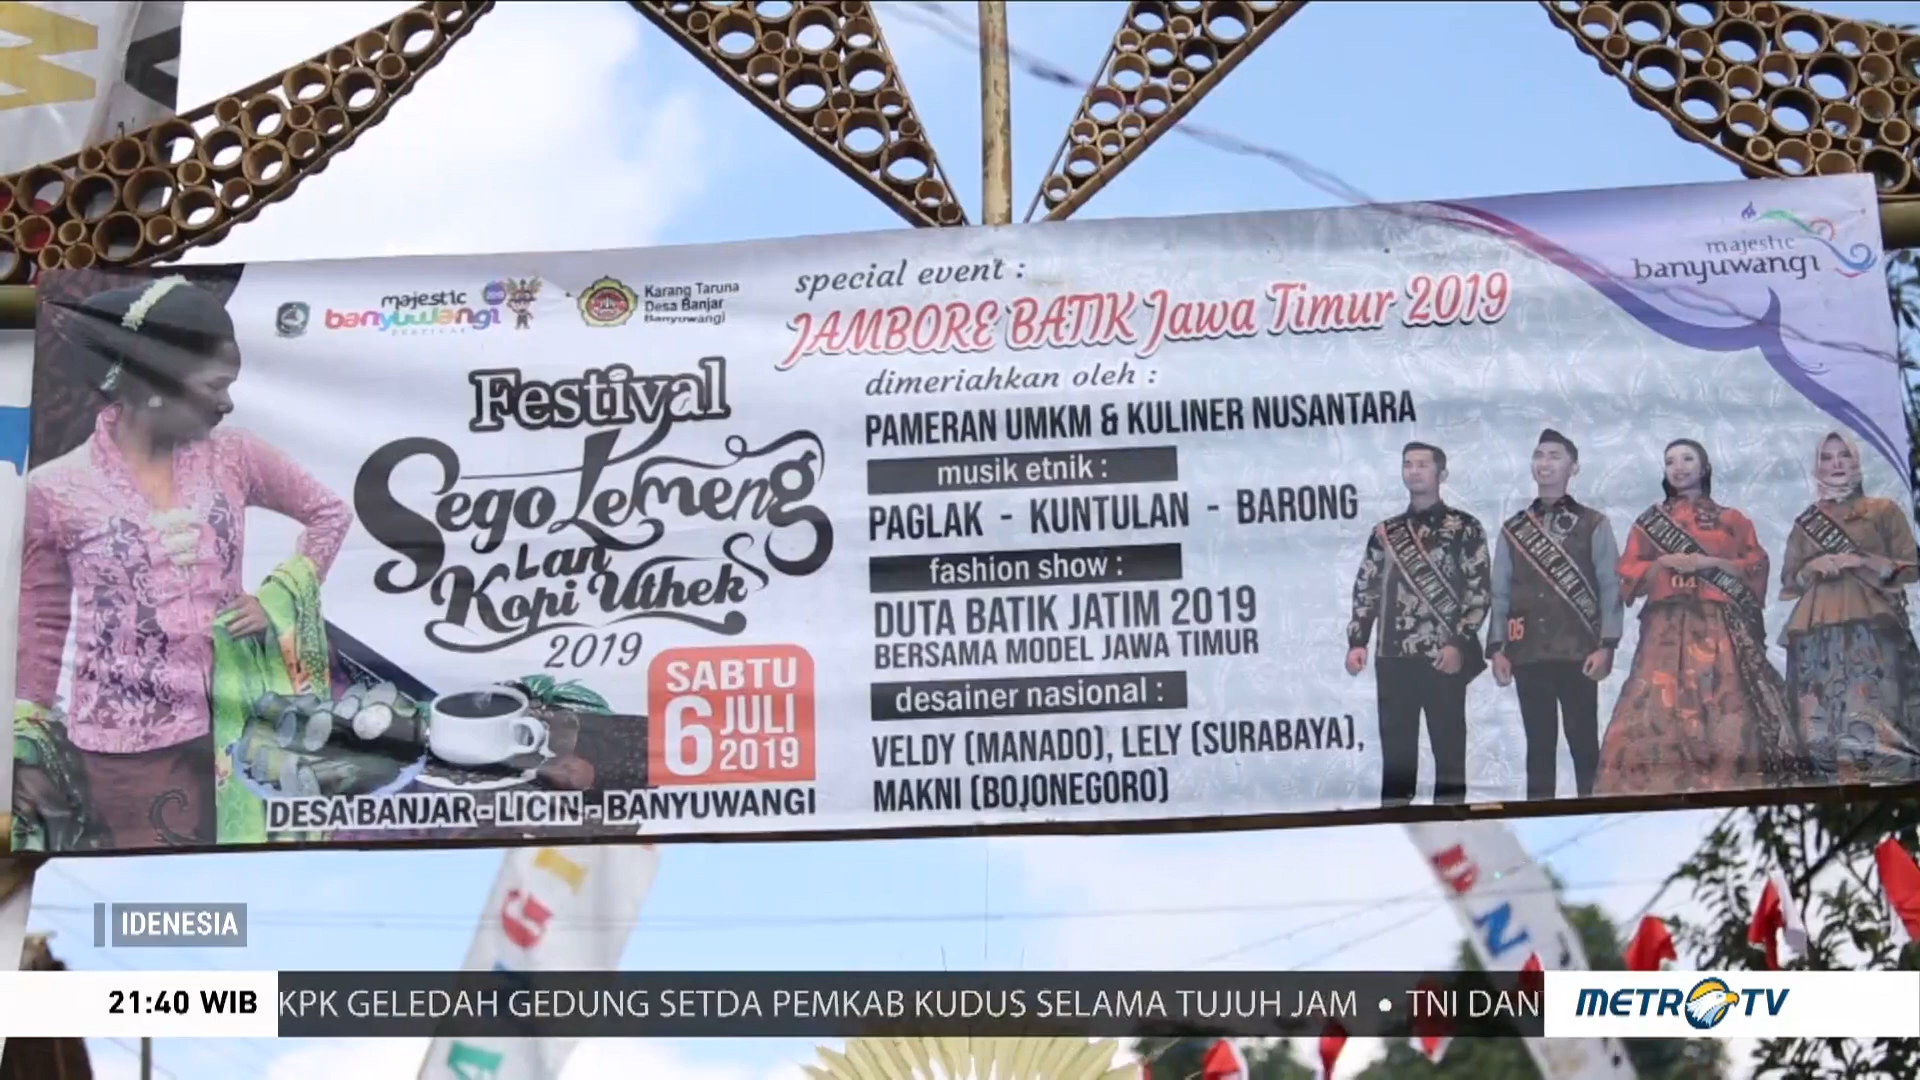 majestic
banyuwangi
FESTIVAL
Karang Taruna
Desa Banjar
Banyuwangi
Festival
Sego Lemeng
Lan
Kopi Uthek
2019
SABTU
6 JULI
2019
DESA BANJAR - LICIN - BANYUWANGI
special event :
JAMBORE BATIK Jawa Timur 2019
dimeriahkan oleh :
PAMERAN UMKM & KULINER NUSANTARA
musik etnik :
PAGLAK - KUNTULAN - BARONG
fashion show :
DUTA BATIK JATIM 2019
BERSAMA MODEL JAWA TIMUR
desainer nasional :
VELDY (MANADO), LELY (SURABAYA),
MAKNI (BOJONEGORO)
majestic
banyuwangi
05
04
IDENESIA
21:40 WIB
KPK GELEDAH GEDUNG SETDA PEMKAB KUDUS SELAMA TUJUH JAM • TNI DAN
METRO TV